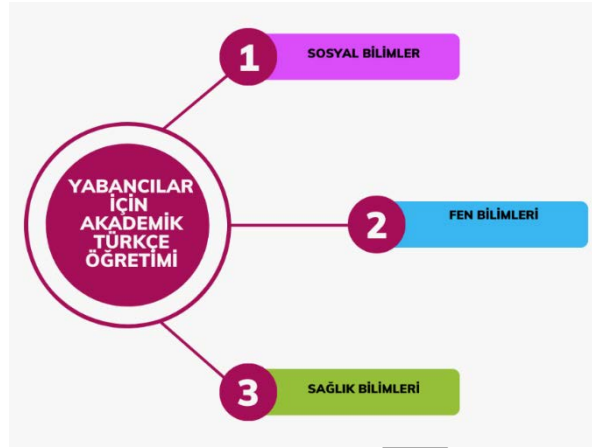 1
SOSYAL BİLİMLER
YABANCILAR
İÇİN
AKADEMİK
TÜRKÇE
ÖĞRETİMİ
2
FEN BİLİMLERİ
3
SAĞLIK BİLİMLERİ